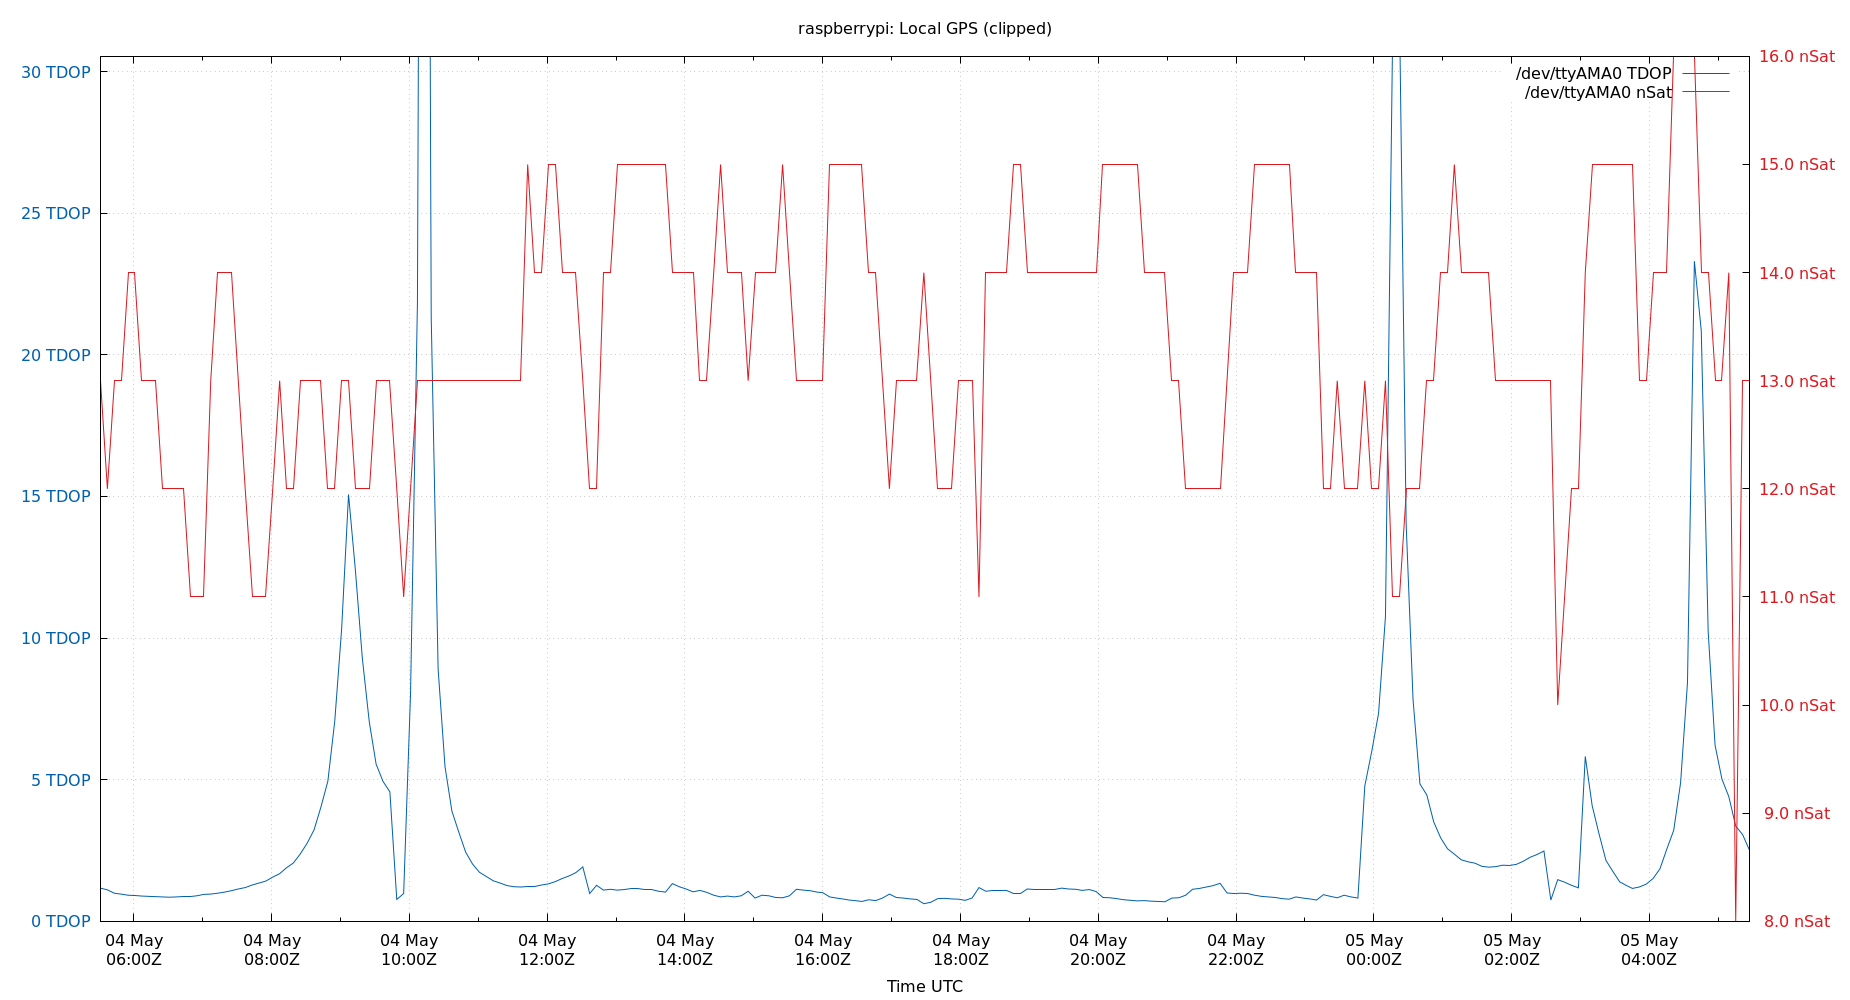 raspberrypi: Local GPS (clipped)
30 TDOP
25 TDOP
20 TDOP
15 TDOP
10 TDOP
5 TDOP
0 TDOP
/dev/ttyAMA0 TDOP
/dev/ttyAMA0 nSat
16.0 nSat
15.0 nSat
14.0 nSat
13.0 nSat
12.0 nSat
11.0 nSat
10.0 nSat
9.0 nSat
8.0 nSat
04 May
06:00Z
04 May
08:00Z
04 May
10:00Z
04 May
12:00Z
04 May
14:00Z
04 May
16:00Z
04 May
18:00Z
04 May
20:00Z
04 May
22:00Z
05 May
00:00Z
05 May
02:00Z
05 May
04:00Z
Time UTC